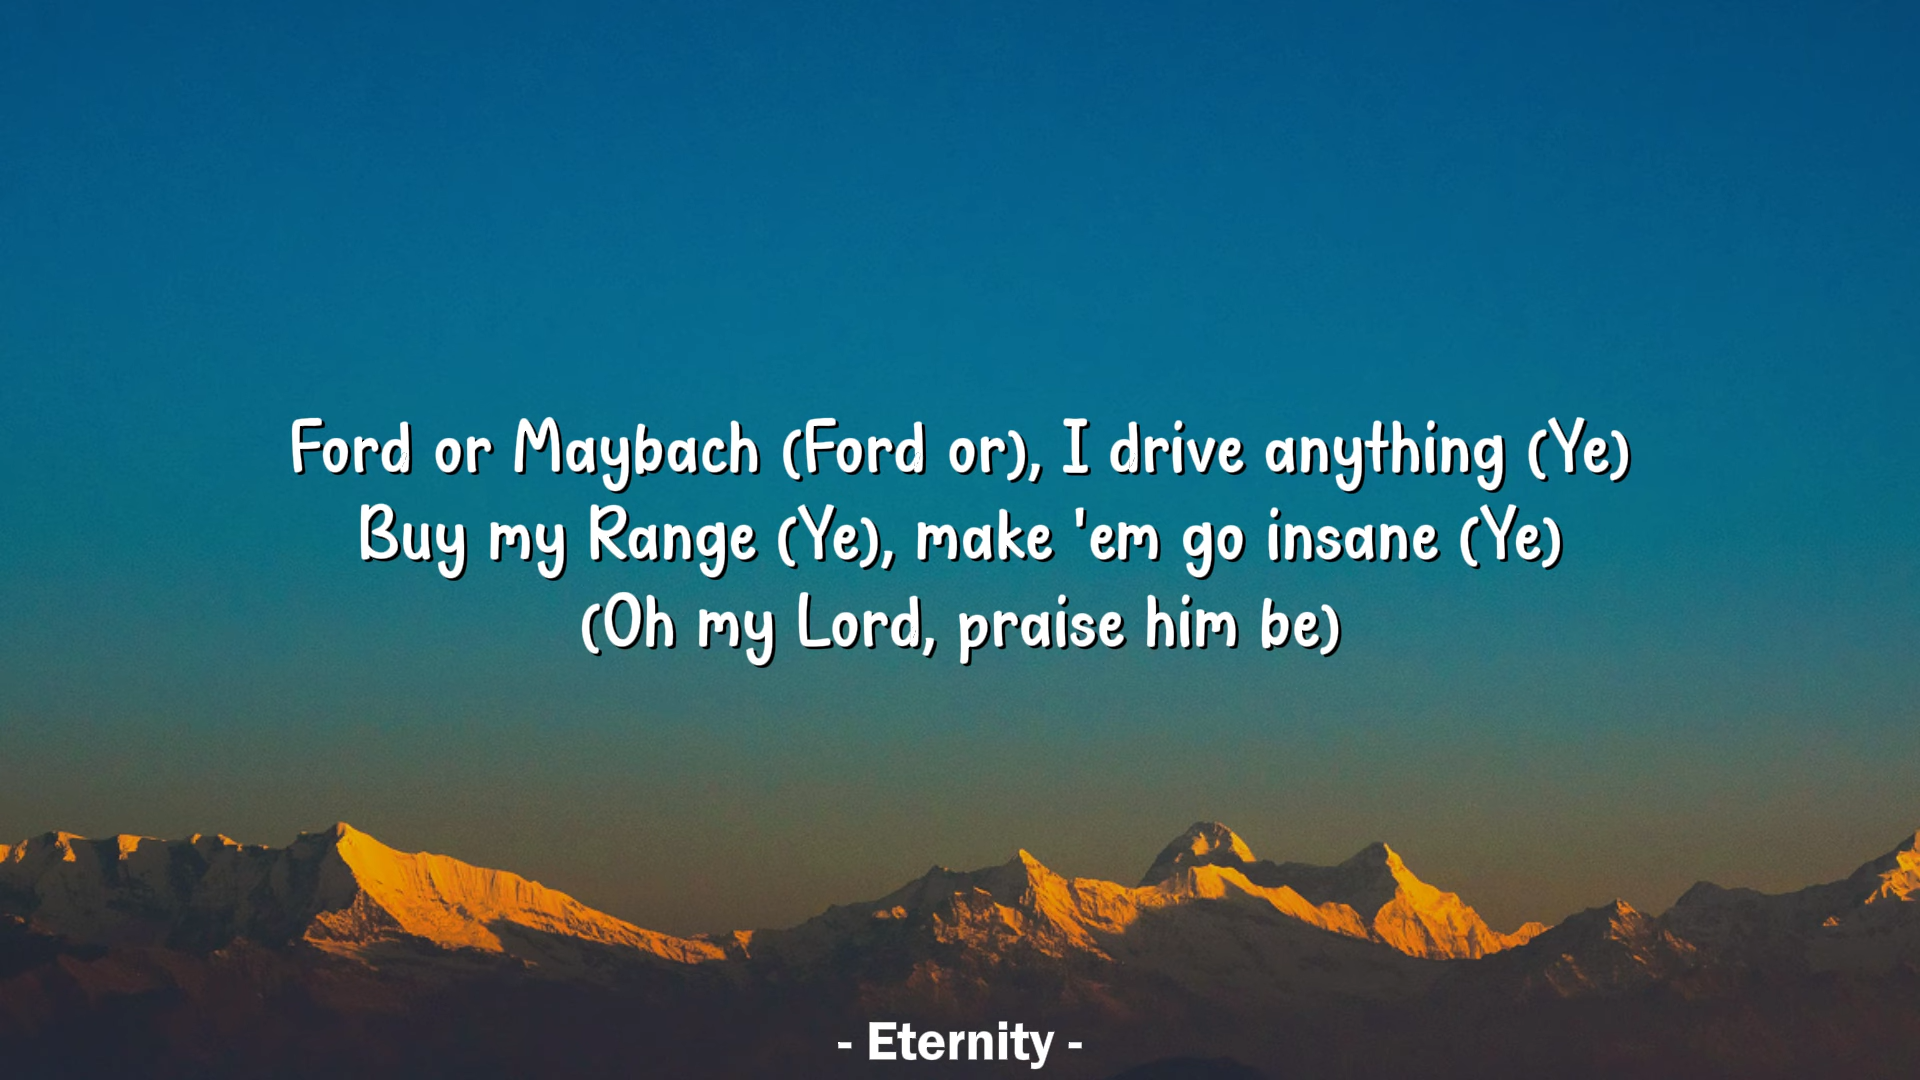 Ford or Maybach (Ford or), I drive anything (Ye)
Buy my Range (Ye), make 'em go insane (Ye)
(Oh my Lord, praise him be)
- Eternity -